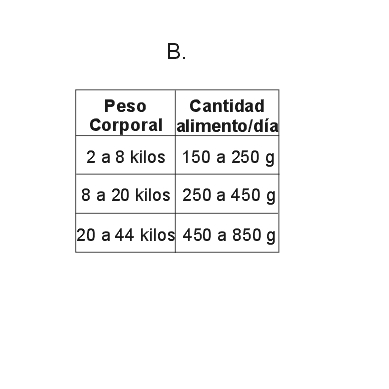 B.
Peso Corporal Cantidad alimento/día
2 a 8 kilos 150 a 250 g
8 a 20 kilos 250 a 450 g
20 a 44 kilos 450 a 850 g